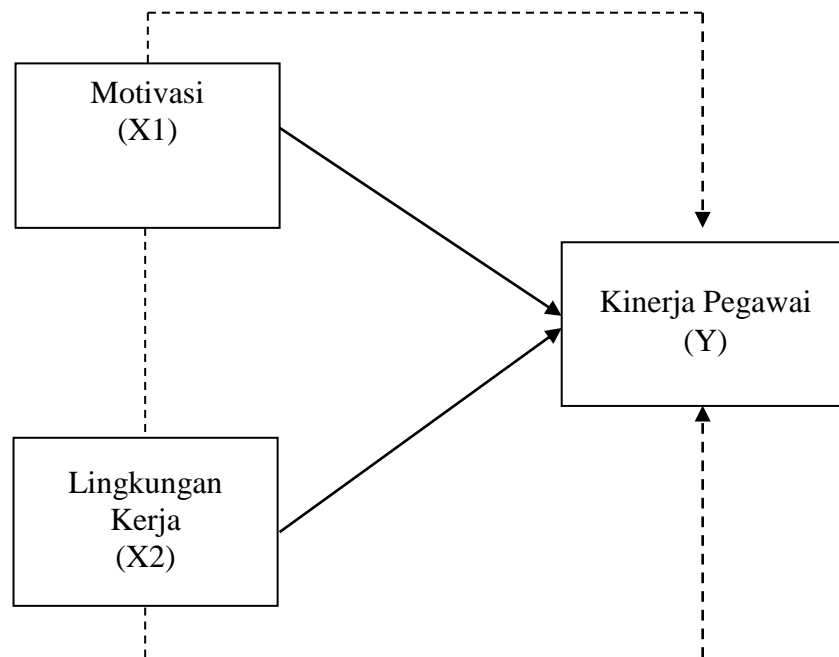 Motivasi
(X1)
Kinerja Pegawai
(Y)
Lingkungan
Kerja
(X2)